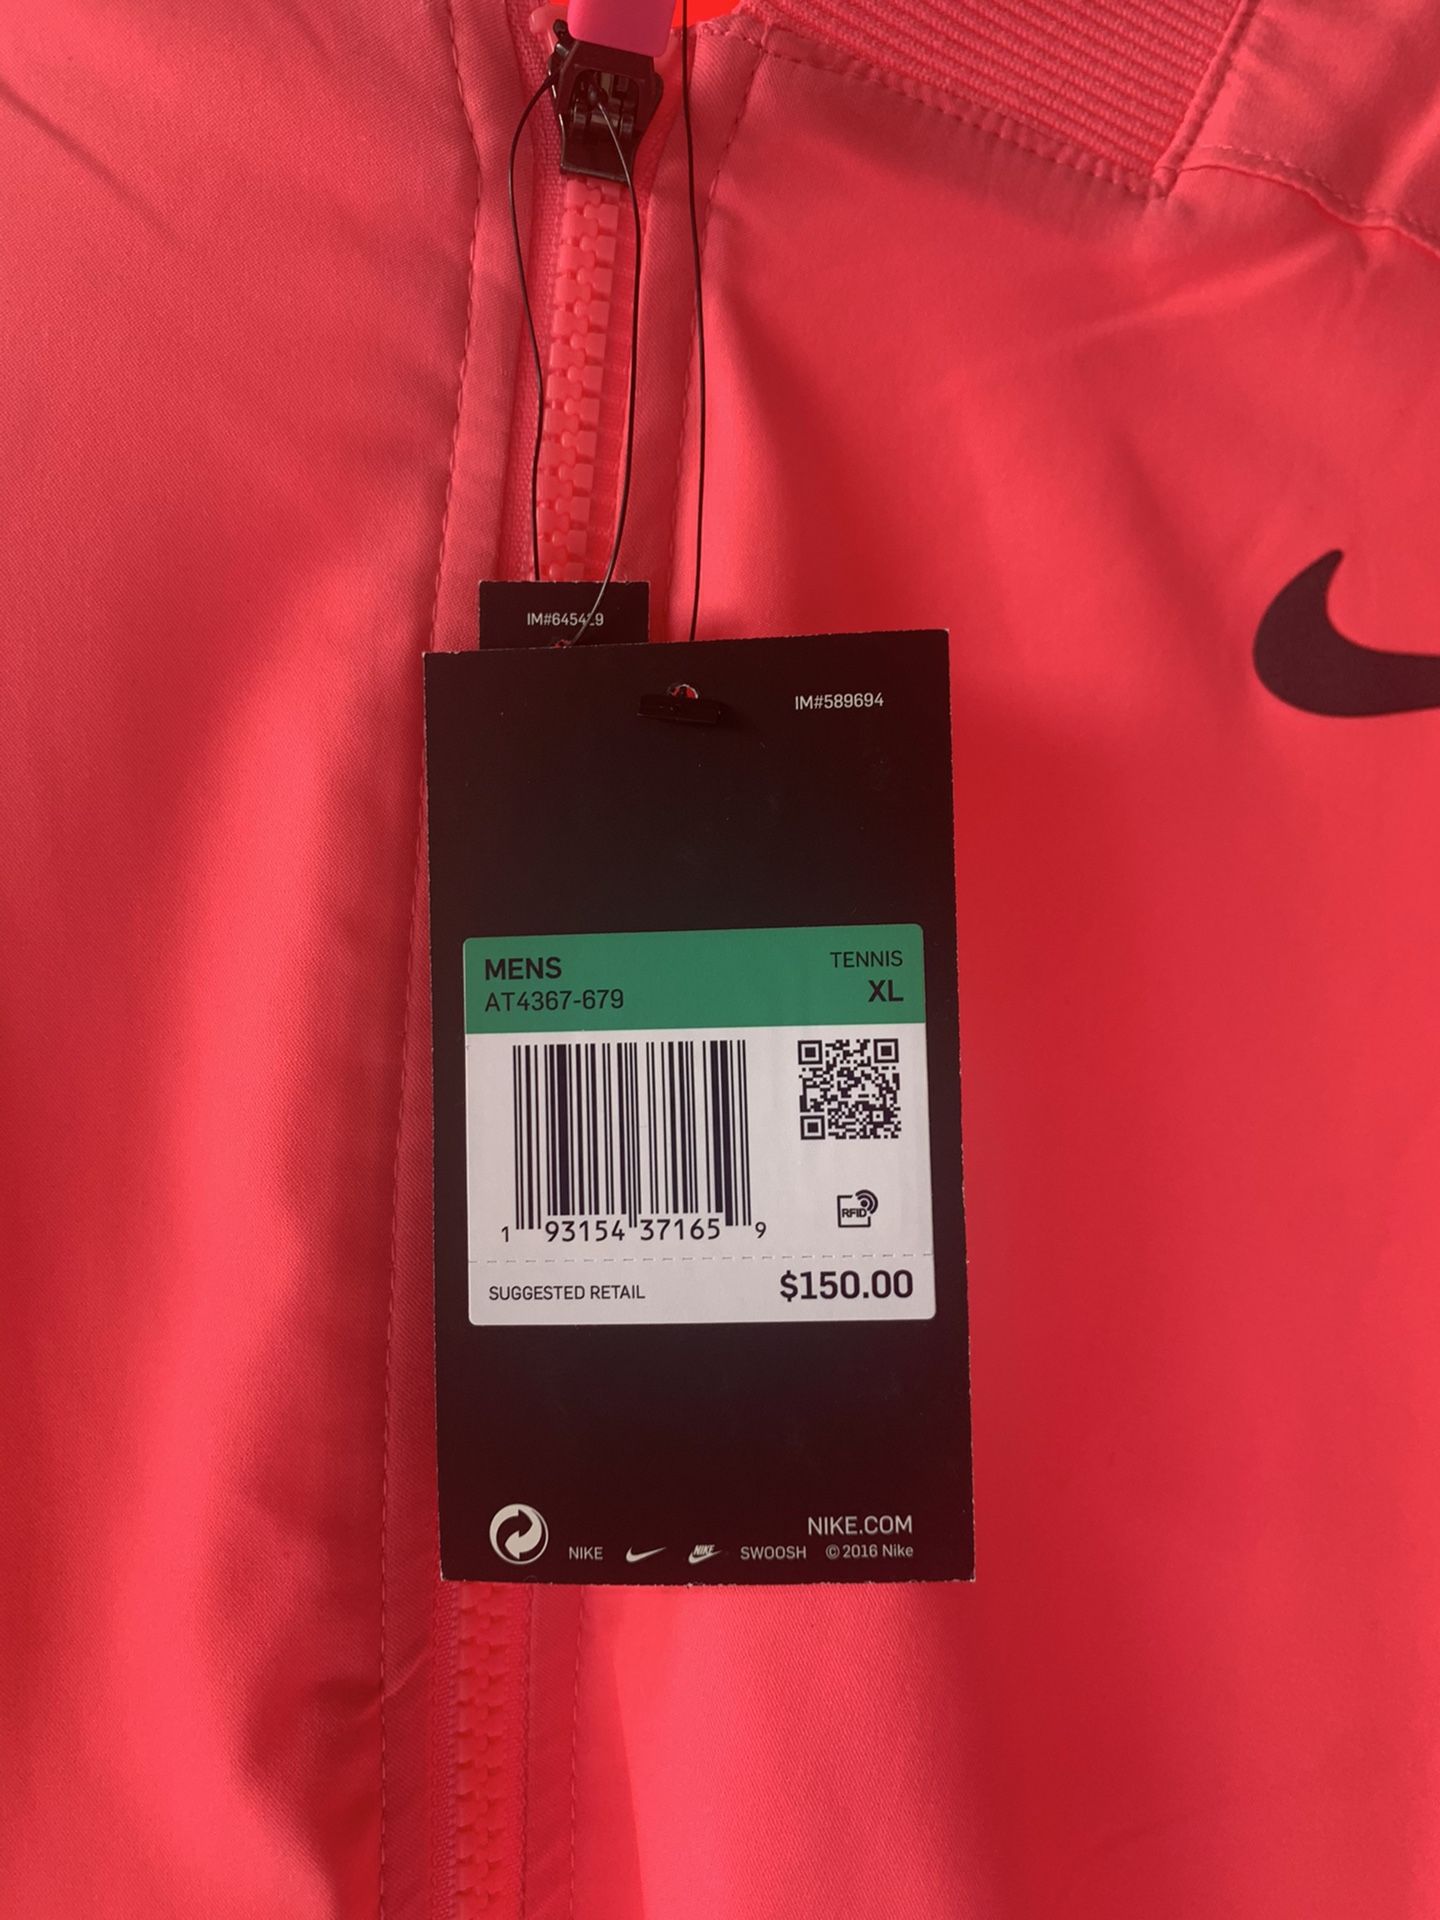 IM#645419
IM#589694
MENS
TENNIS
AT4367-679
XL
RFID
1 93154 37165 9
SUGGESTED RETAIL
$150.00
NIKE.COM
NIKE NIKE SWOOSH © 2016 Nike